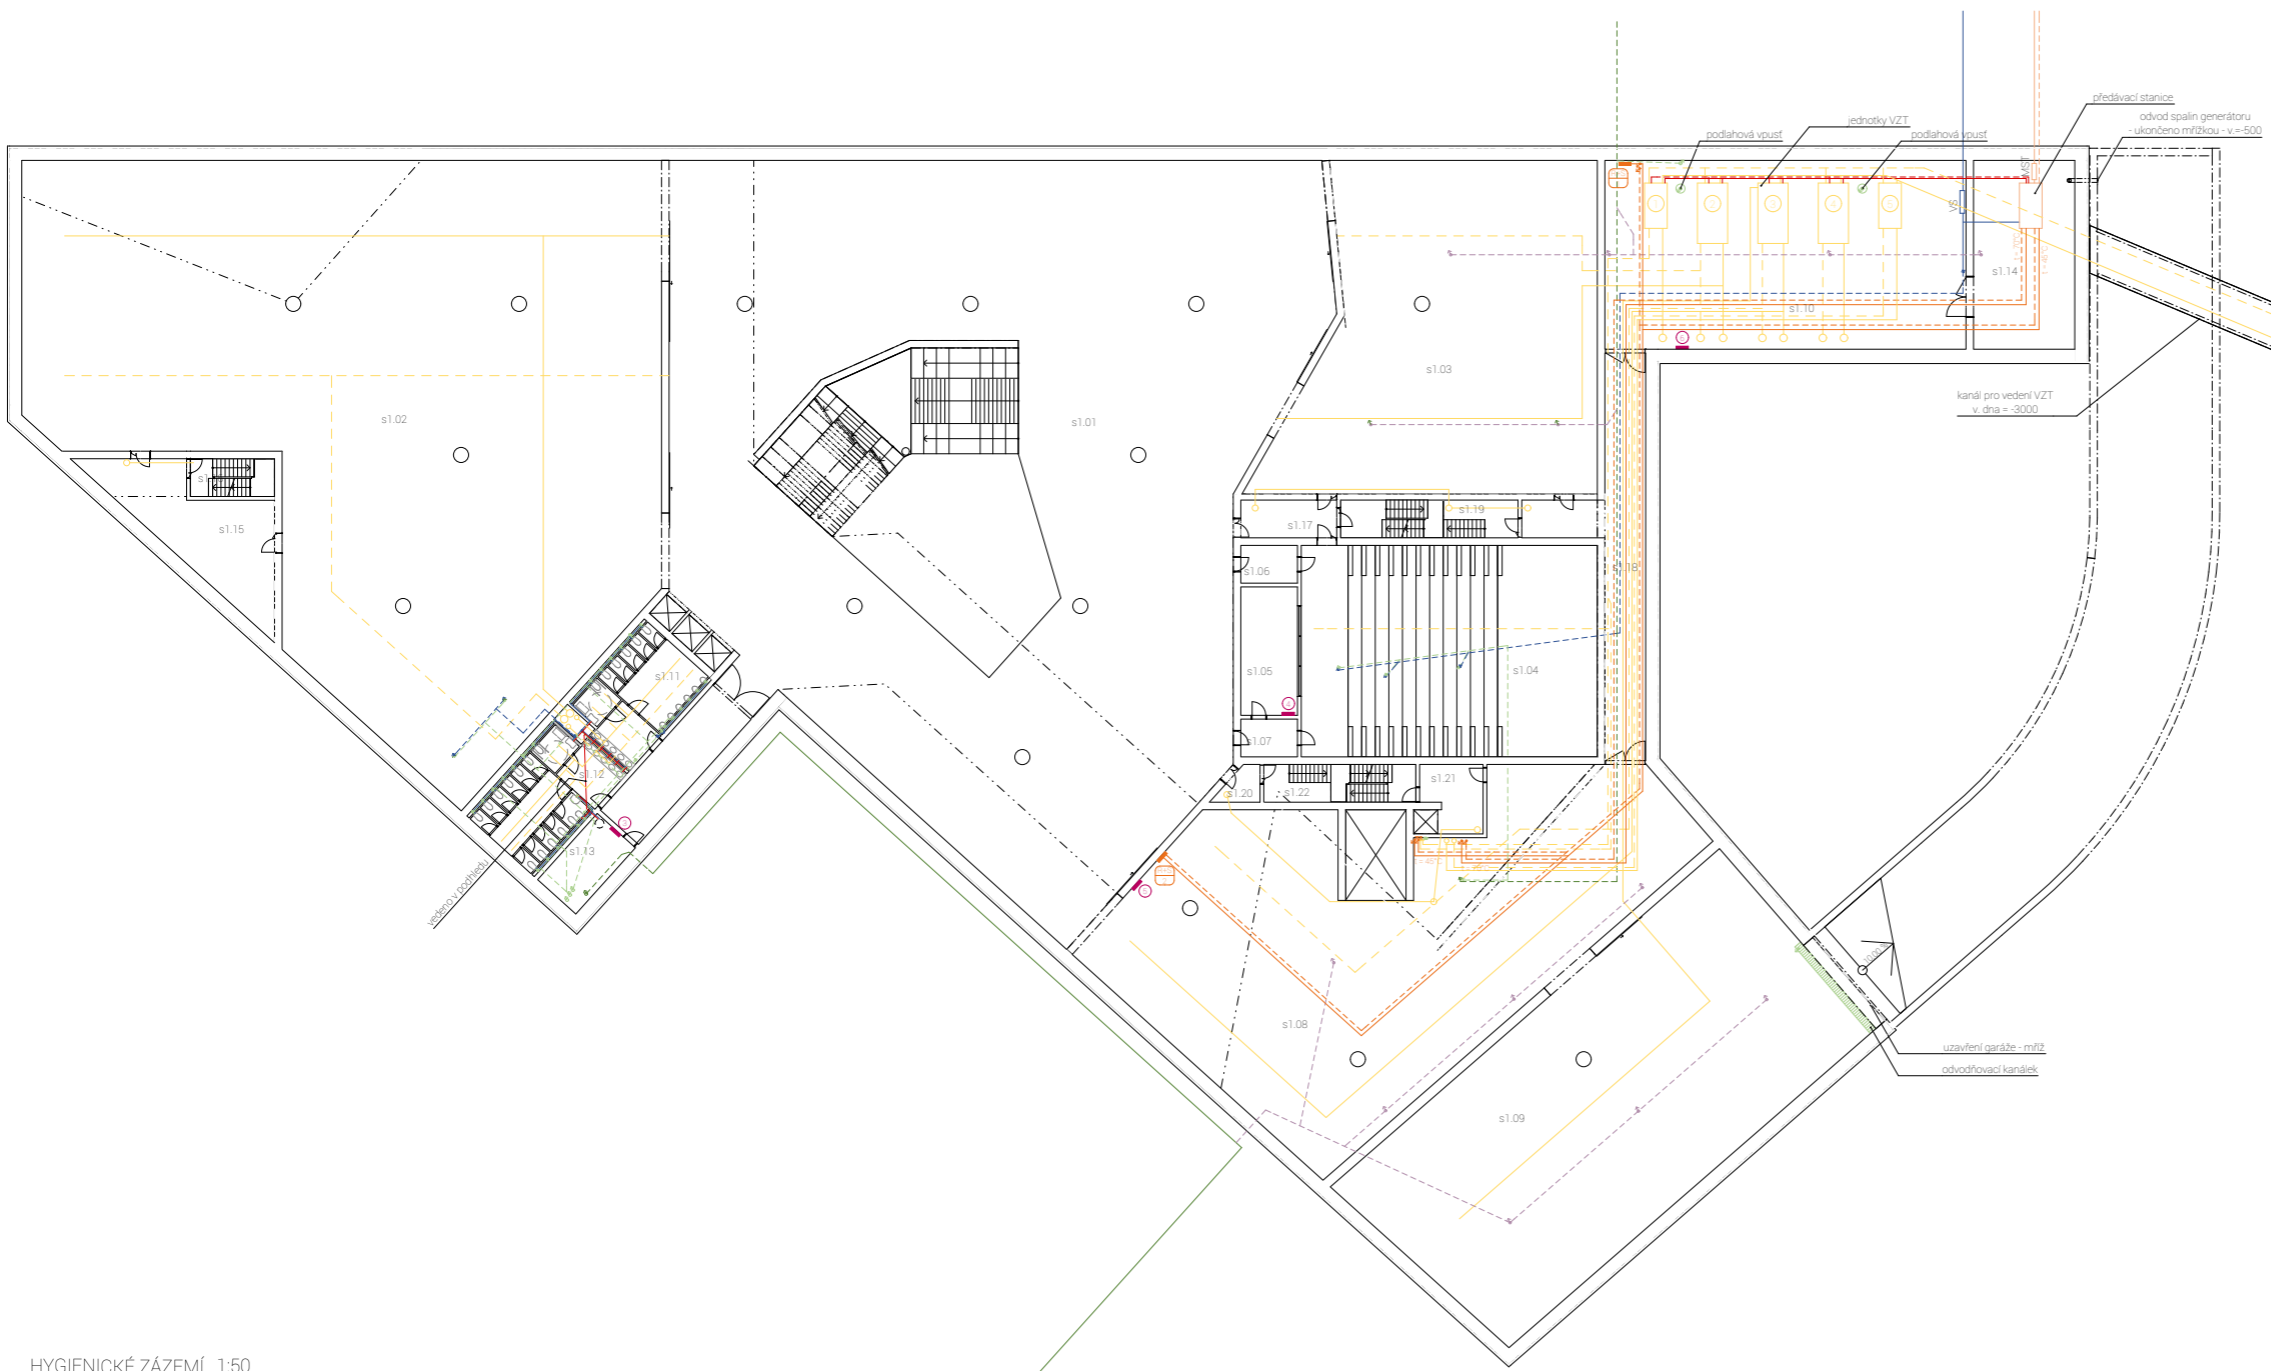 předávací stanice
odvod spalin generátoru
- ukončeno mřížkou - v.=-500
jednotky VZT
podlahová vpusť
podlahová vpusť
VS
s1.14
s1.10
s1.03
kanál pro vedení VZT
v. dna = -3000
s1.02
s1.01
s1.15
s1.17
s1.19
s1.06
s1.18
s1.05
s1.04
s1.07
s1.11
s1.12
s1.13
vedeno v podhledu
s1.20
s1.22
s1.21
s1.08
s1.09
uzavření garáže - mříž
odvodňovací kanálek
HYGIENICKÉ ZÁZEMÍ 1:50